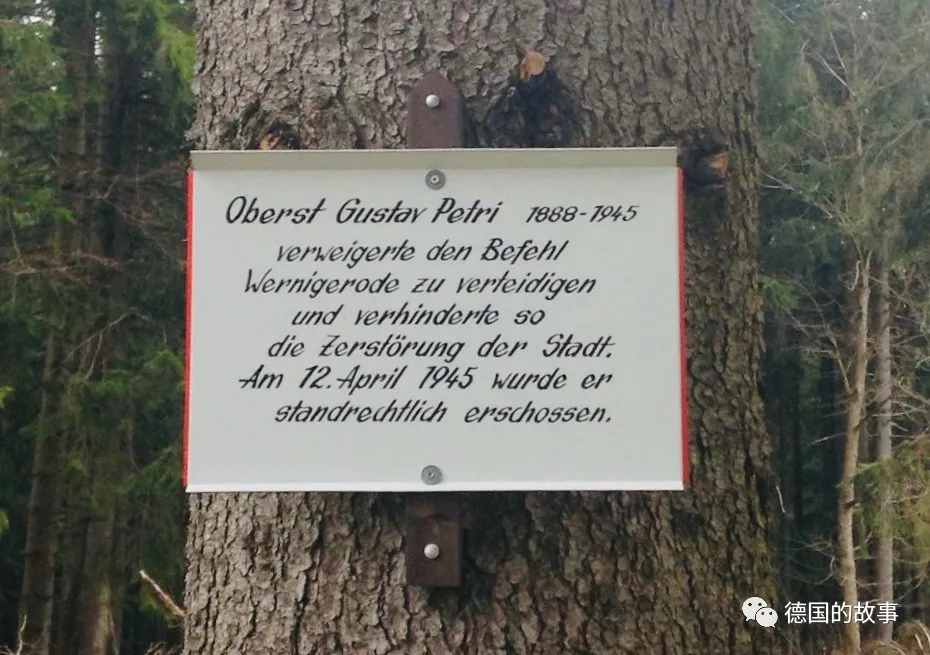 Oberst Gustav Petri 1888-1945
verweigerte den Befehl
Wernigerode zu verteidigen
und verhinderte so
die Zerstörung der Stadt.
Am 12. April 1945 wurde er
standrechtlich erschossen.
德国的故事